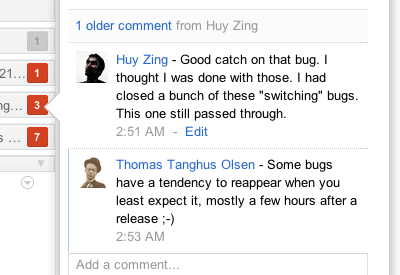 1 older comment from Huy Zing
1
Huy Zing - Good catch on that bug. I
thought I was done with those. I had
closed a bunch of these "switching" bugs.
This one still passed through.
2:51 AM - Edit
21... 1
ng... 3
s ... 7
Thomas Tanghus Olsen - Some bugs
have a tendency to reappear when you
least expect it, mostly a few hours after a
release ;-)
2:53 AM
Add a comment...